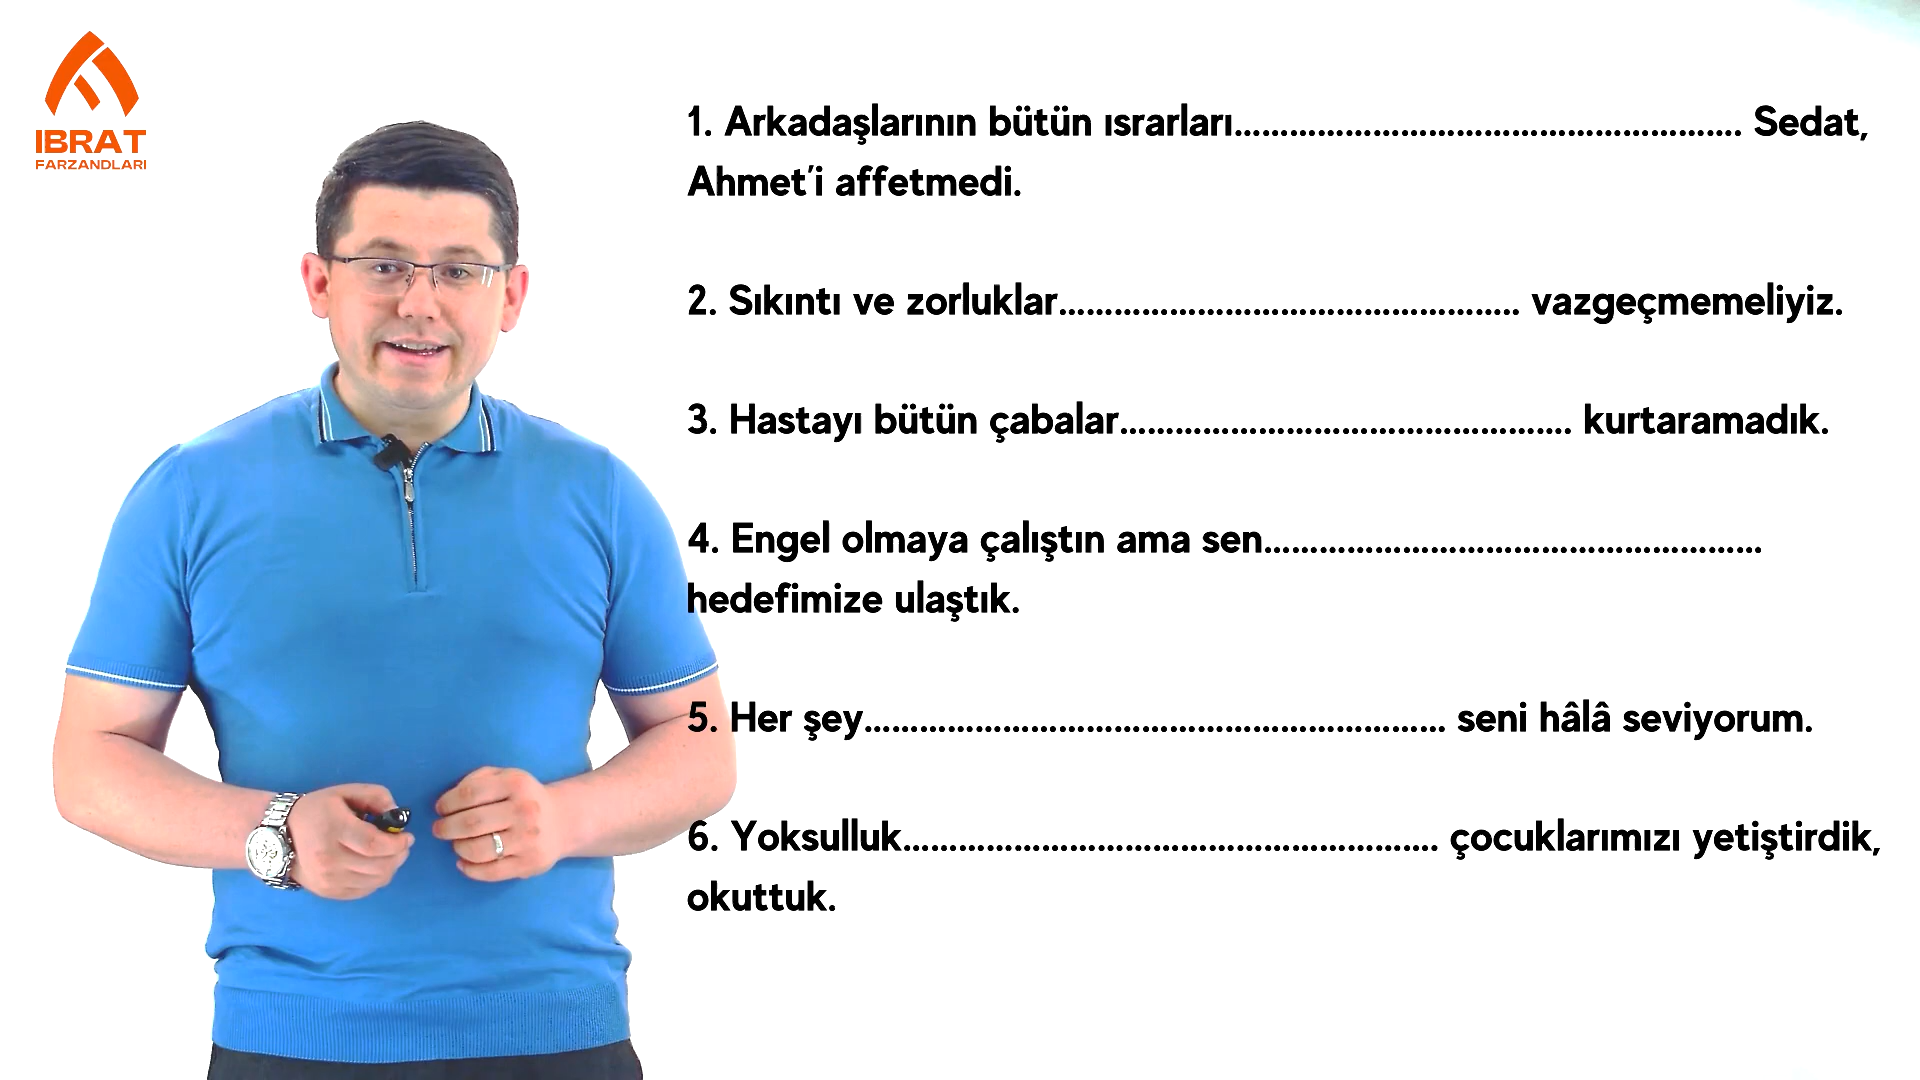 IBRAT
FARZANDLARI
1. Arkadaşlarının bütün ısrarları....................................................... Sedat,
Ahmet'i affetmedi.
2. Sıkıntı ve zorluklar.................................................. vazgeçmemeliyiz.
3. Hastayı bütün çabalar................................................. kurtaramadık.
4. Engel olmaya çalıştın ama sen......................................................
hedefimize ulaştık.
5. Her şey............................................................... seni hâlâ seviyorum.
6. Yoksulluk.......................................................... çocuklarımızı yetiştirdik,
okuttuk.